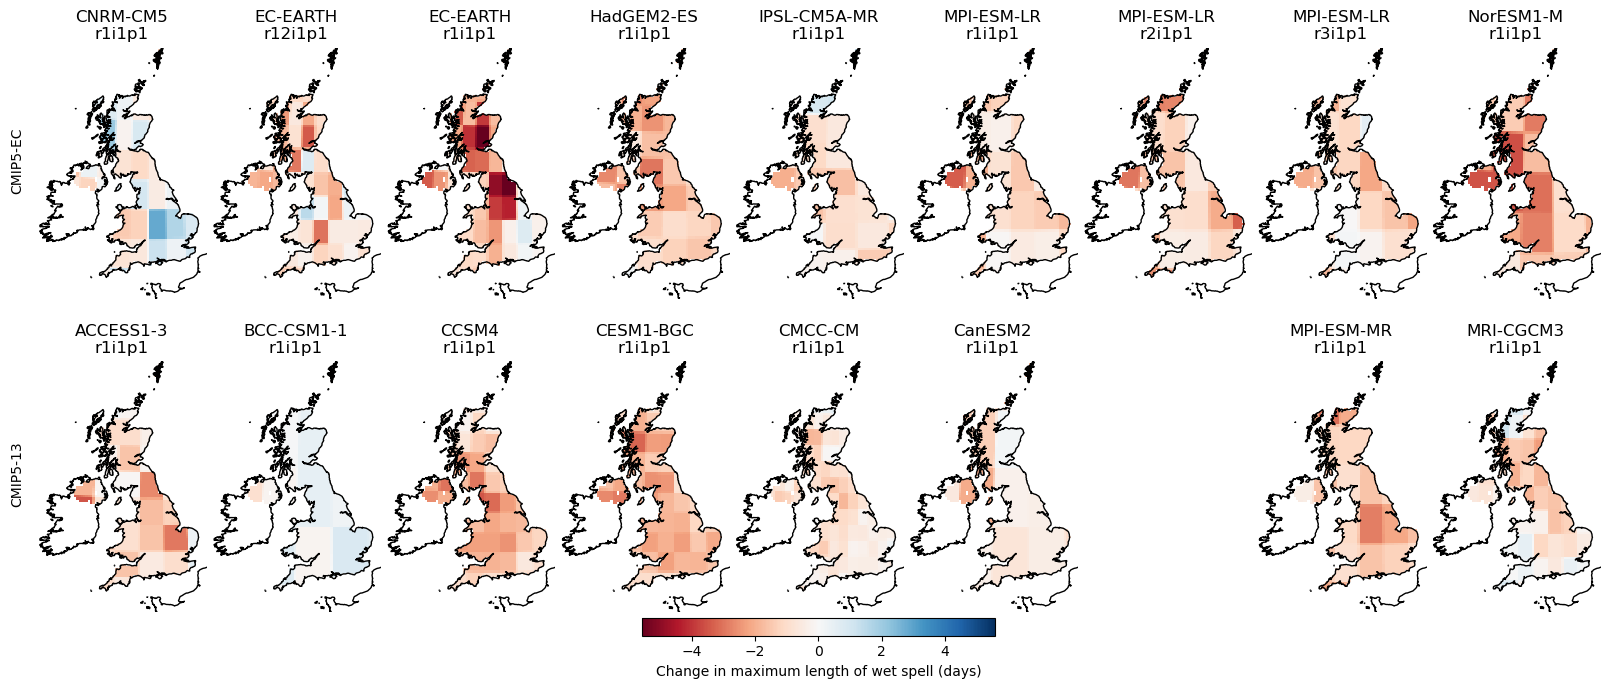 CNRM-CM5
r1i1p1
EC-EARTH
r12i1p1
EC-EARTH
r1i1p1
HadGEM2-ES
r1i1p1
IPSL-CM5A-MR
r1i1p1
MPI-ESM-LR
r1i1p1
MPI-ESM-LR
r2i1p1
MPI-ESM-LR
r3i1p1
NorESM1-M
r1i1p1
CMIP5-EC
ACCESS1-3
r1i1p1
BCC-CSM1-1
r1i1p1
CCSM4
r1i1p1
CESM1-BGC
r1i1p1
CMCC-CM
r1i1p1
CanESM2
r1i1p1
MPI-ESM-MR
r1i1p1
MRI-CGCM3
r1i1p1
CMIP5-13
−4 −2 0 2 4
Change in maximum length of wet spell (days)